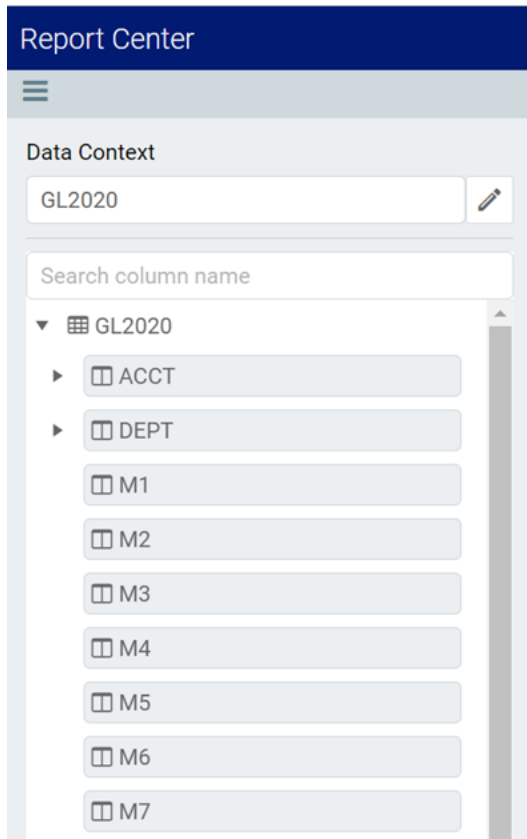 Report Center
Data Context
GL2020
Search column name
GL2020
ACCT
DEPT
M1
M2
M3
M4
M5
M6
M7